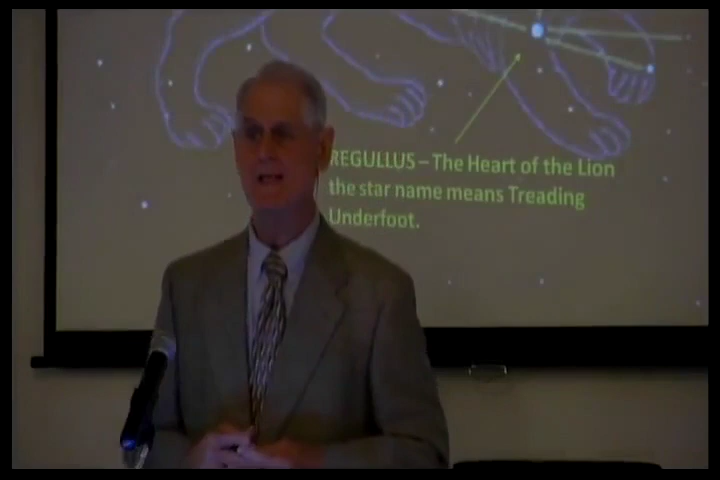 REGULLUS – The Heart of the Lion
the star name means Treading
Underfoot.